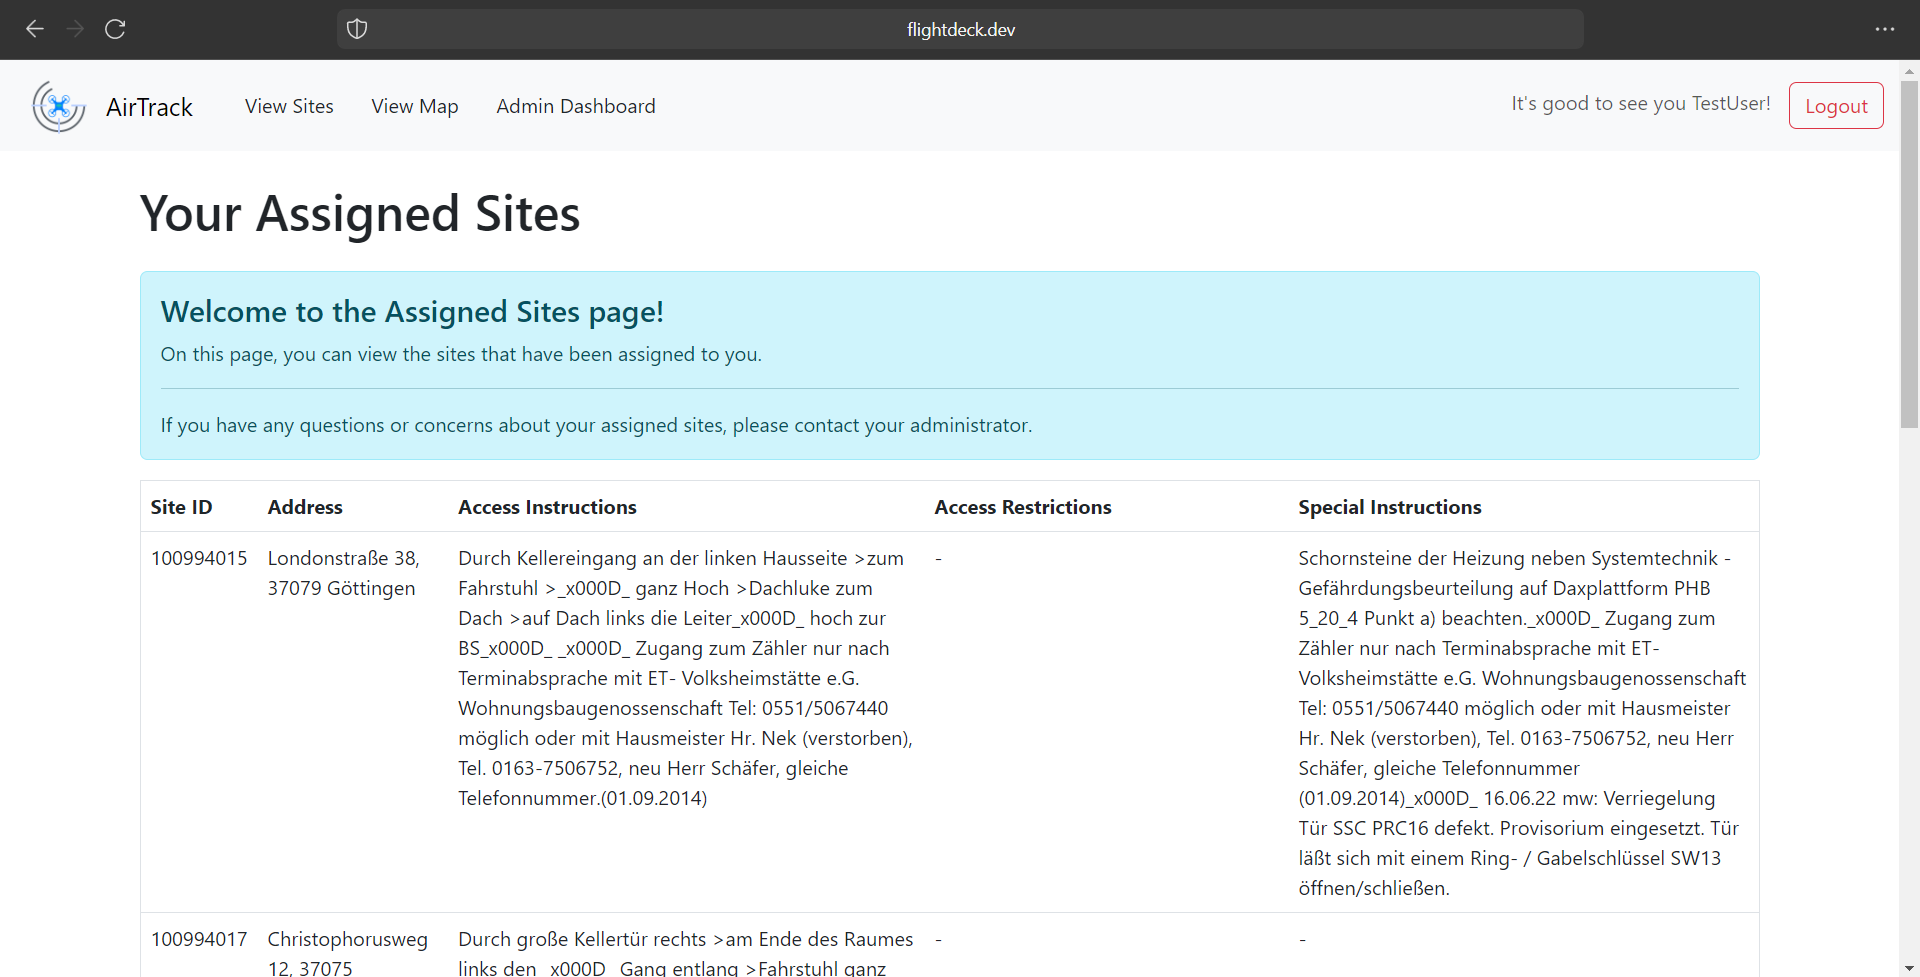 flightdeck.dev
AirTrack
View Sites
View Map
Admin Dashboard
It's good to see you TestUser!
Logout
Your Assigned Sites
Welcome to the Assigned Sites page!
On this page, you can view the sites that have been assigned to you.
If you have any questions or concerns about your assigned sites, please contact your administrator.
Site ID
Address
Access Instructions
Access Restrictions
Special Instructions
100994015
Londonstraße 38,
37079 Göttingen
Durch Kellereingang an der linken Hausseite >zum
Fahrstuhl >_x000D_ ganz Hoch >Dachluke zum
Dach >auf Dach links die Leiter_x000D_ hoch zur
BS_x000D_ _x000D_ Zugang zum Zähler nur nach
Terminabsprache mit ET- Volksheimstätte e.G.
Wohnungsbaugenossenschaft Tel: 0551/5067440
möglich oder mit Hausmeister Hr. Nek (verstorben),
Tel. 0163-7506752, neu Herr Schäfer, gleiche
Telefonnummer.(01.09.2014)
-
Schornsteine der Heizung neben Systemtechnik -
Gefährdungsbeurteilung auf Daxplattform PHB
5_20_4 Punkt a) beachten._x000D_ Zugang zum
Zähler nur nach Terminabsprache mit ET-
Volksheimstätte e.G. Wohnungsbaugenossenschaft
Tel: 0551/5067440 möglich oder mit Hausmeister
Hr. Nek (verstorben), Tel. 0163-7506752, neu Herr
Schäfer, gleiche Telefonnummer
(01.09.2014)_x000D_ 16.06.22 mw: Verriegelung
Tür SSC PRC16 defekt. Provisorium eingesetzt. Tür
läßt sich mit einem Ring- / Gabelschlüssel SW13
öffnen/schließen.
100994017
Christophorusweg
12, 37075
Durch große Kellertür rechts >am Ende des Raumes
links den _x000D_ Gang entlang >Fahrstuhl ganz
-
-